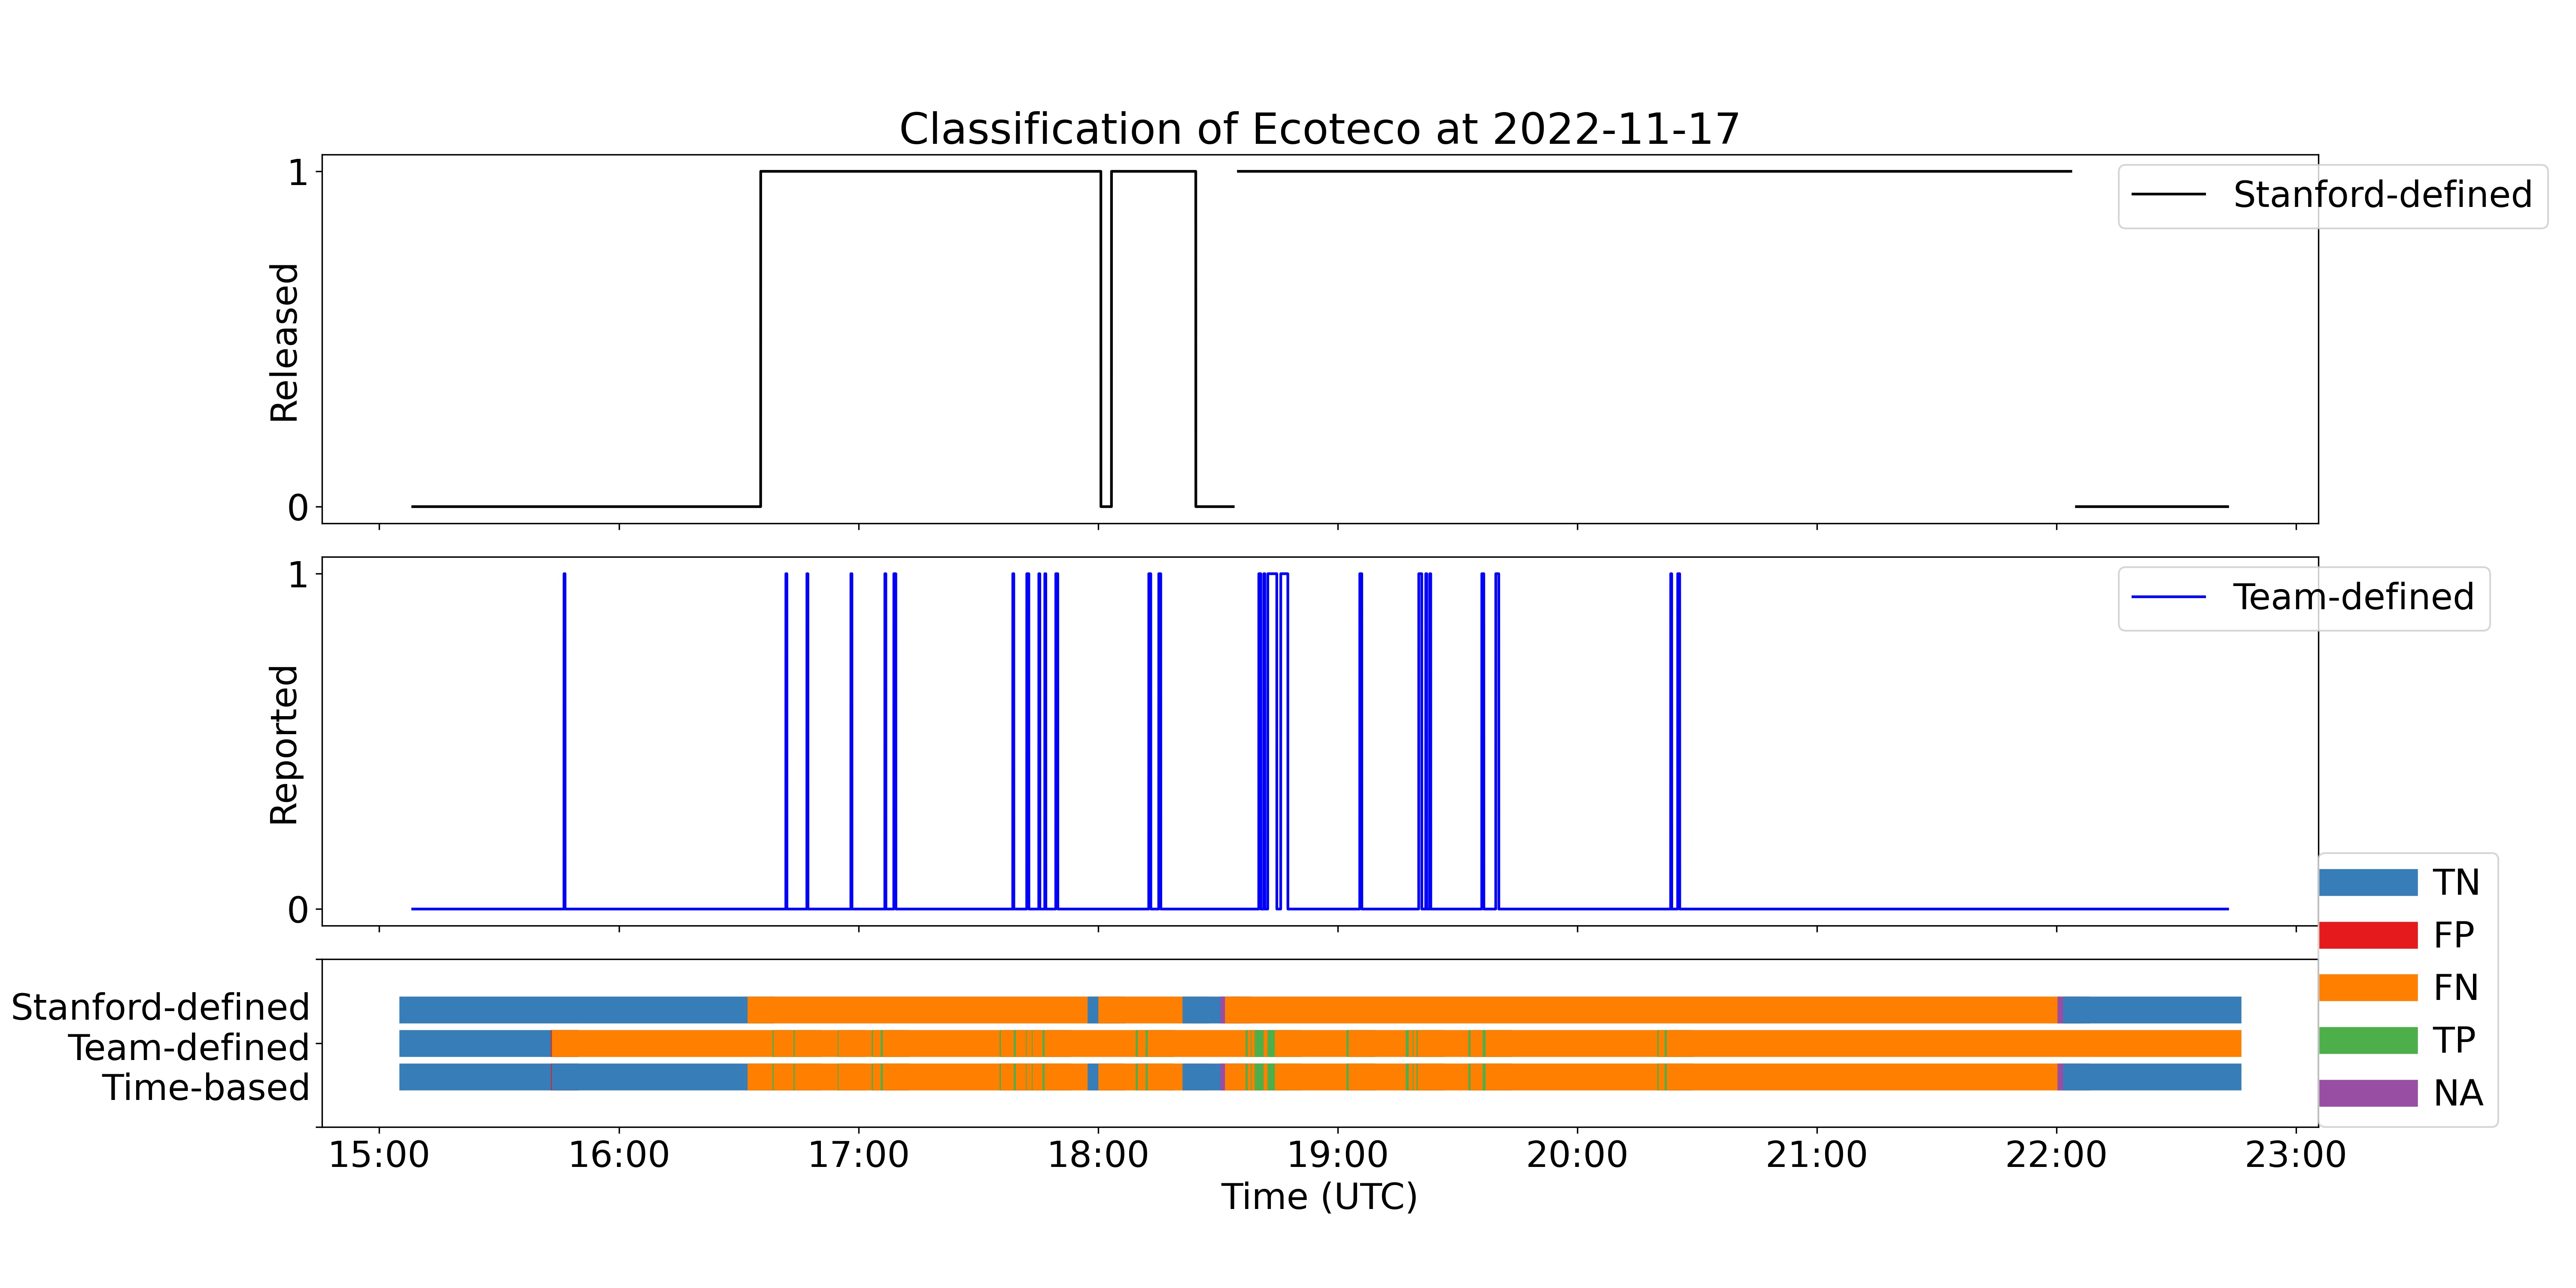 Classification of Ecoteco at 2022-11-17
1
0
Released
Stanford-defined
1
0
Reported
Team-defined
TN
FP
FN
TP
NA
Stanford-defined
Team-defined
Time-based
15:00 16:00 17:00 18:00 19:00 20:00 21:00 22:00 23:00
Time (UTC)